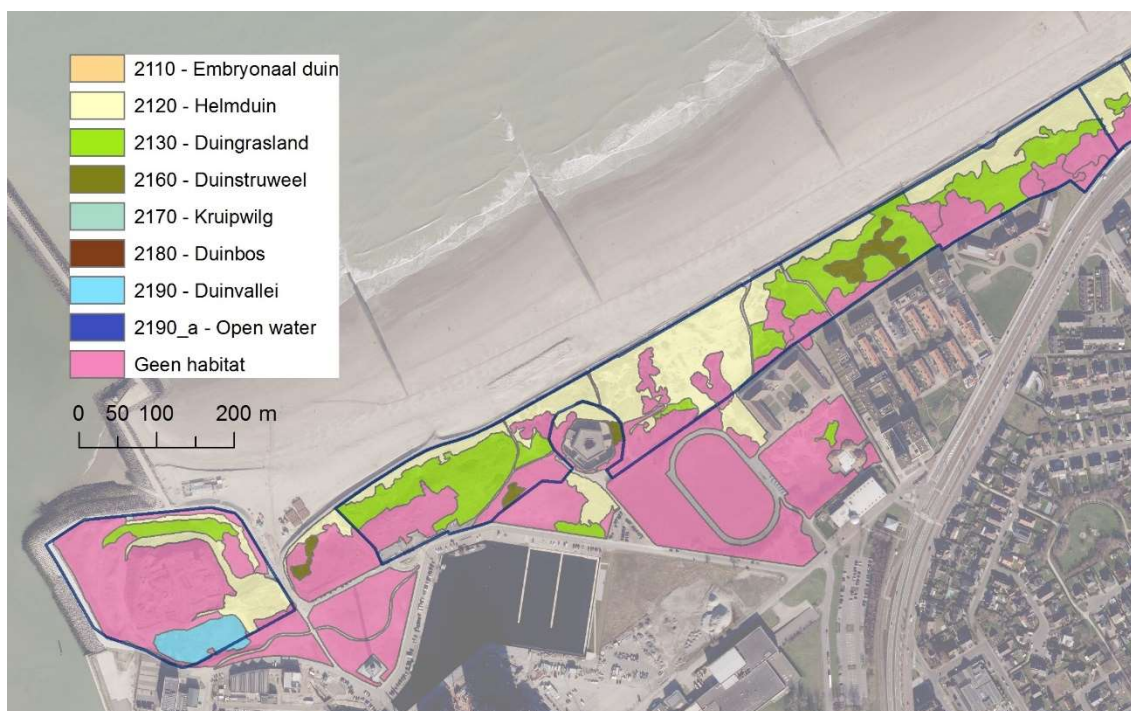 2110 - Embryonaal duin
2120 - Helmduin
2130 - Duingrasland
2160 - Duinstruweel
2170 - Kruipwilg
2180 - Duinbos
2190 - Duinvallei
2190_a - Open water
Geen habitat
0 50 100 200 m